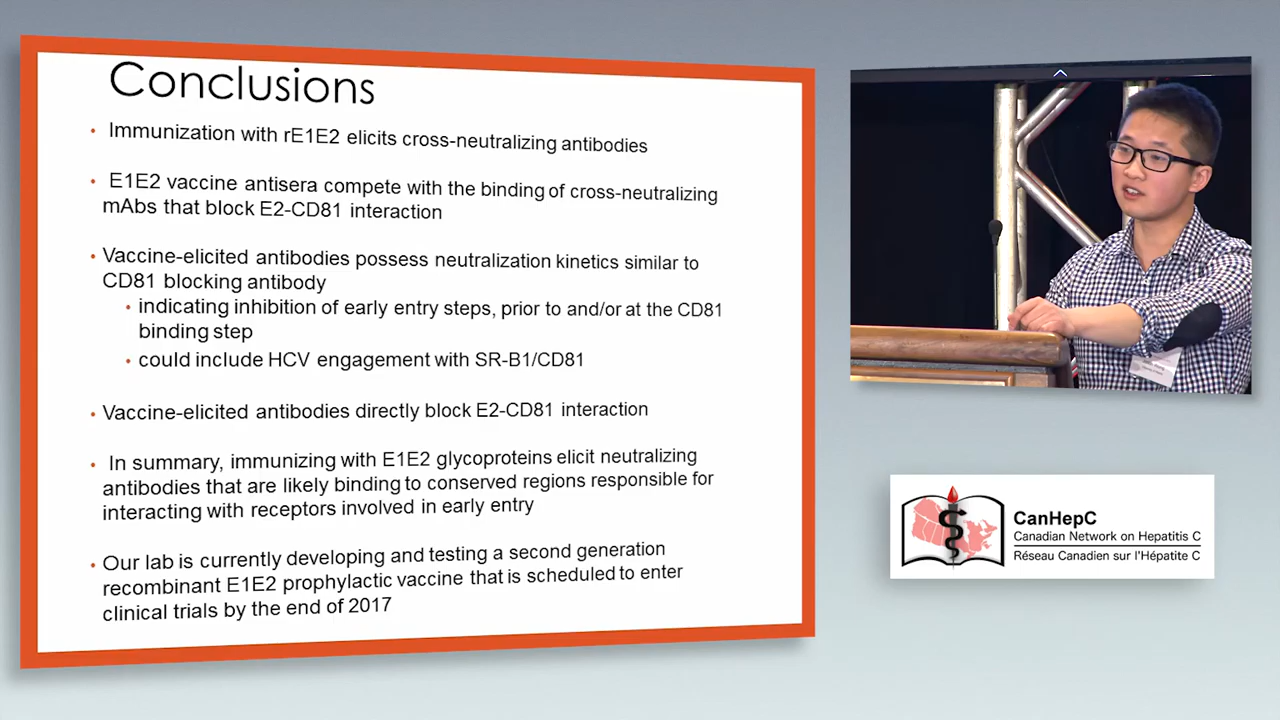 Conclusions
Immunization with rE1E2 elicits cross-neutralizing antibodies
E1E2 vaccine antisera compete with the binding of cross-neutralizing
mAbs that block E2-CD81 interaction
Vaccine-elicited antibodies possess neutralization kinetics similar to
CD81 blocking antibody
indicating inhibition of early entry steps, prior to and/or at the CD81
binding step
could include HCV engagement with SR-B1/CD81
Vaccine-elicited antibodies directly block E2-CD81 interaction
In summary, immunizing with E1E2 glycoproteins elicit neutralizing
antibodies that are likely binding to conserved regions responsible for
interacting with receptors involved in early entry
Our lab is currently developing and testing a second generation
recombinant E1E2 prophylactic vaccine that is scheduled to enter
clinical trials by the end of 2017
CanHepC
Canadian Network on Hepatitis C
Réseau Canadien sur l'Hépatite C